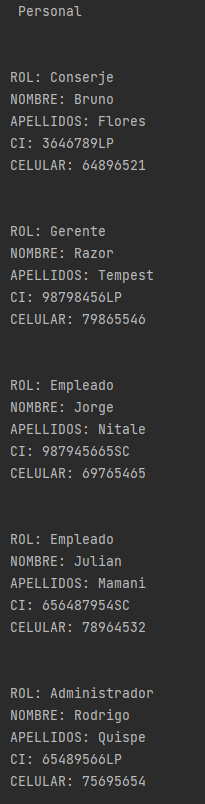 Personal
ROL: Conserje
NOMBRE: Bruno
APELLIDOS: Flores
CI: 3646789LP
CELULAR: 64896521
ROL: Gerente
NOMBRE: Razor
APELLIDOS: Tempest
CI: 98798456LP
CELULAR: 79865546
ROL: Empleado
NOMBRE: Jorge
APELLIDOS: Nitale
CI: 987945665SC
CELULAR: 69765465
ROL: Empleado
NOMBRE: Julian
APELLIDOS: Mamani
CI: 656487954SC
CELULAR: 78964532
ROL: Administrador
NOMBRE: Rodrigo
APELLIDOS: Quispe
CI: 65489566LP
CELULAR: 75695654